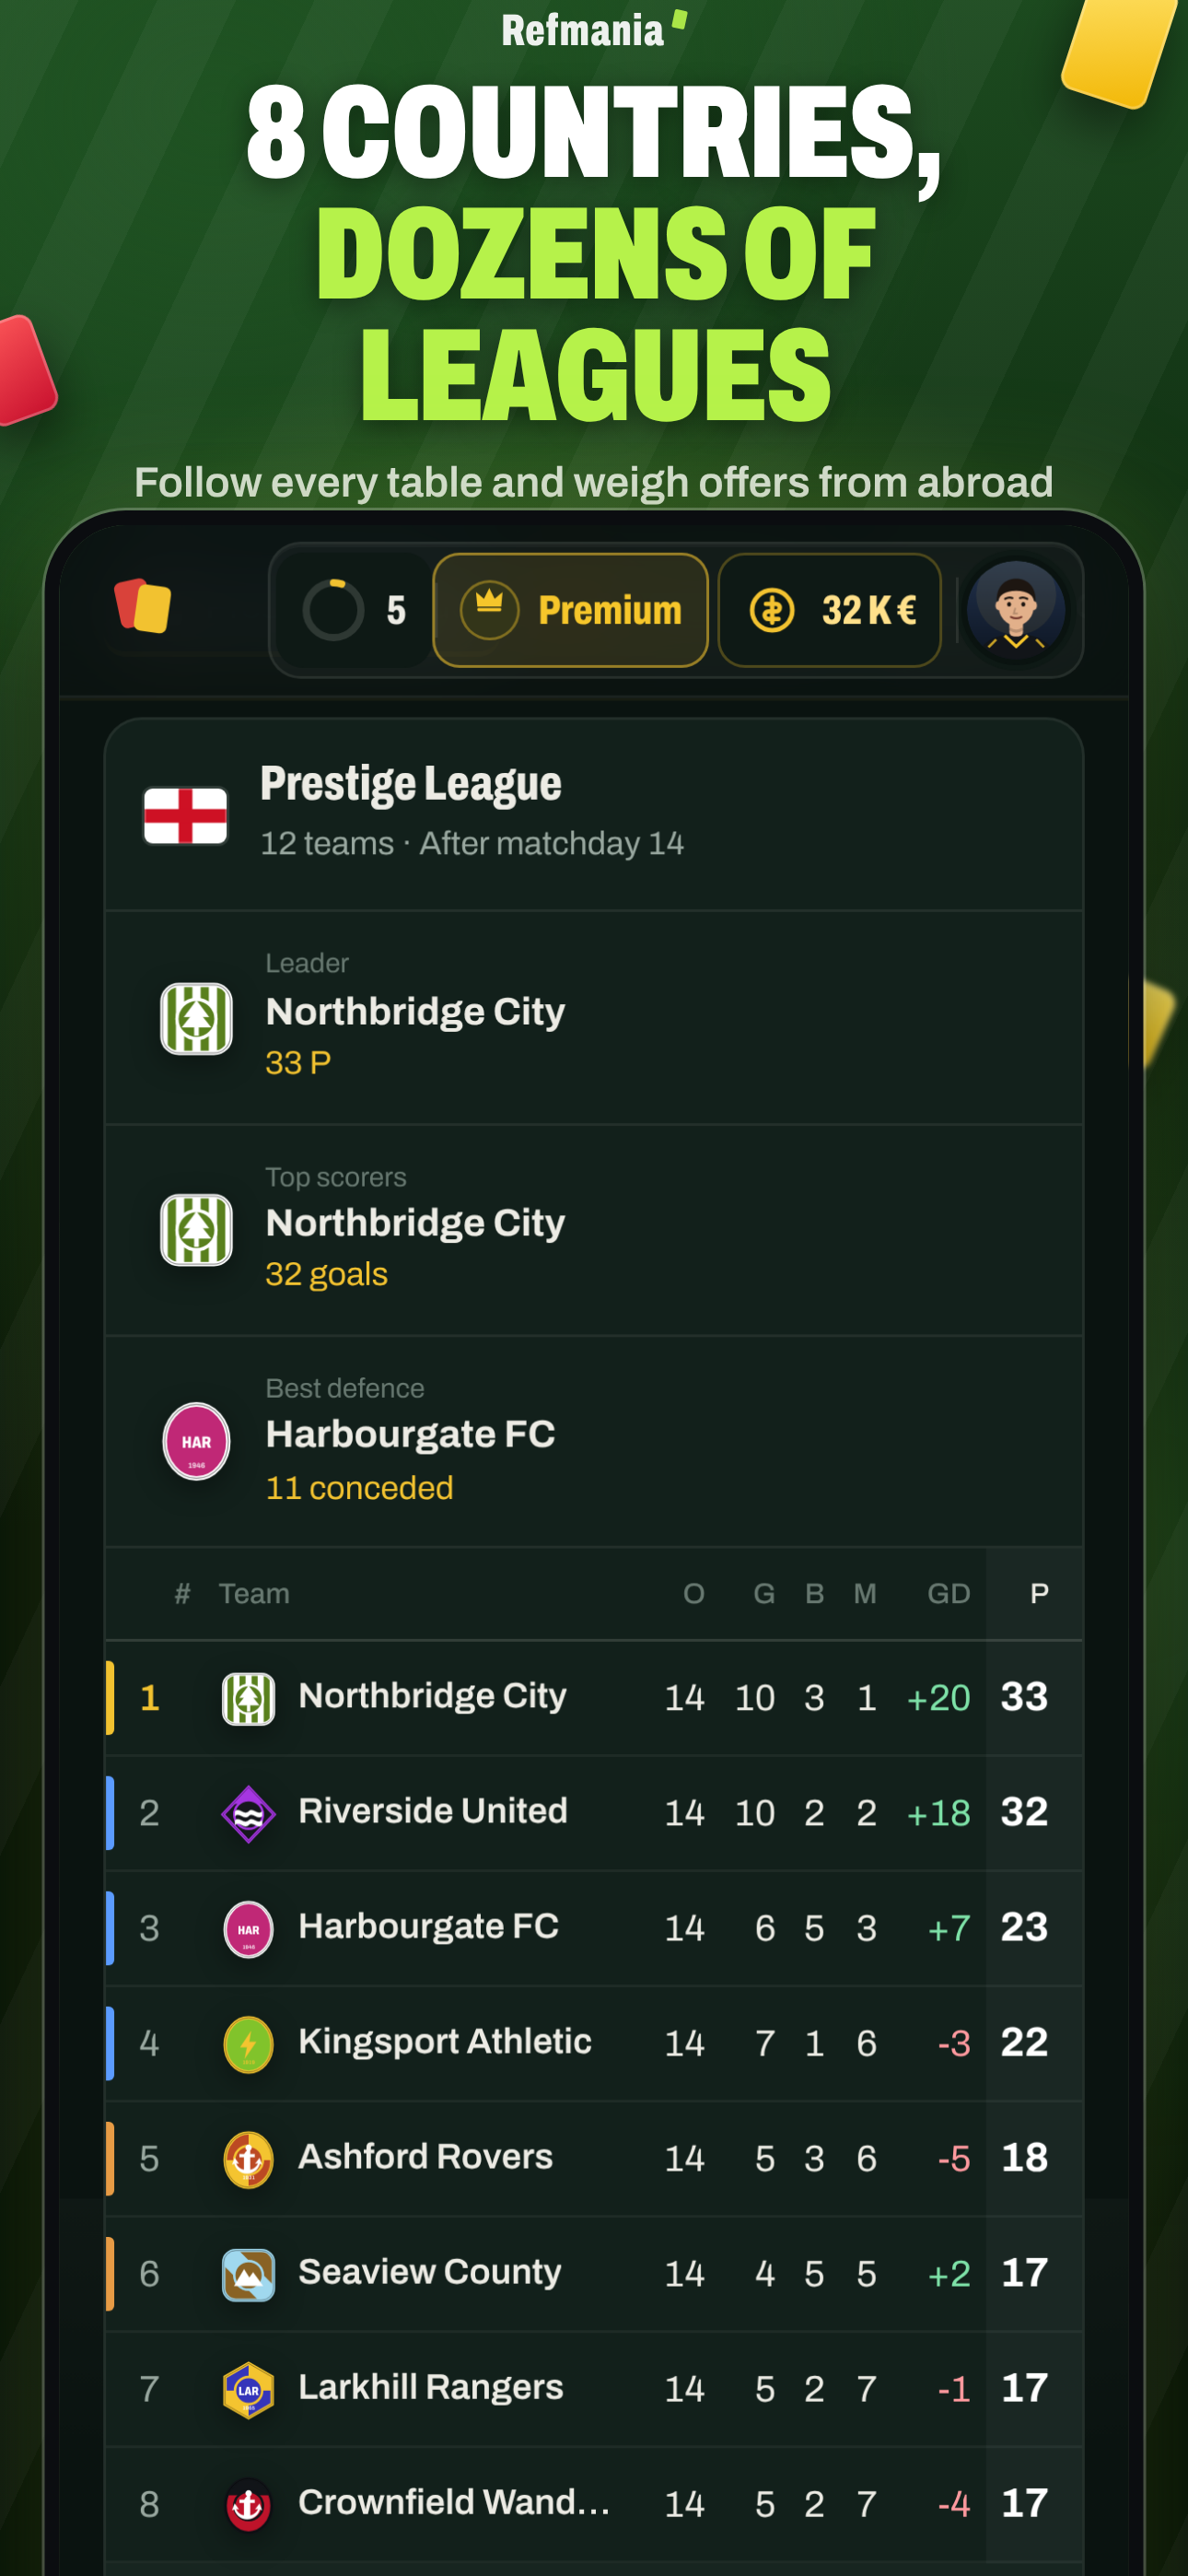 Refmania
8 COUNTRIES,
DOZENS OF
LEAGUES
Follow every table and weigh offers from abroad
5 Premium 32 K €
Prestige League
12 teams · After matchday 14
Leader
Northbridge City
33 P
Top scorers
Northbridge City
32 goals
HAR
1946
Best defence
Harbourgate FC
11 conceded
# Team O G B M GD P
1 Northbridge City 14 10 3 1 +20 33
2 Riverside United 14 10 2 2 +18 32
3 HAR Harbourgate FC 14 6 5 3 +7 23
4 Kingsport Athletic 14 7 1 6 -3 22
5 Ashford Rovers 14 5 3 6 -5 18
6 Seaview County 14 4 5 5 +2 17
7 LAR Larkhill Rangers 14 5 2 7 -1 17
8 Crownfield Wand... 14 5 2 7 -4 17